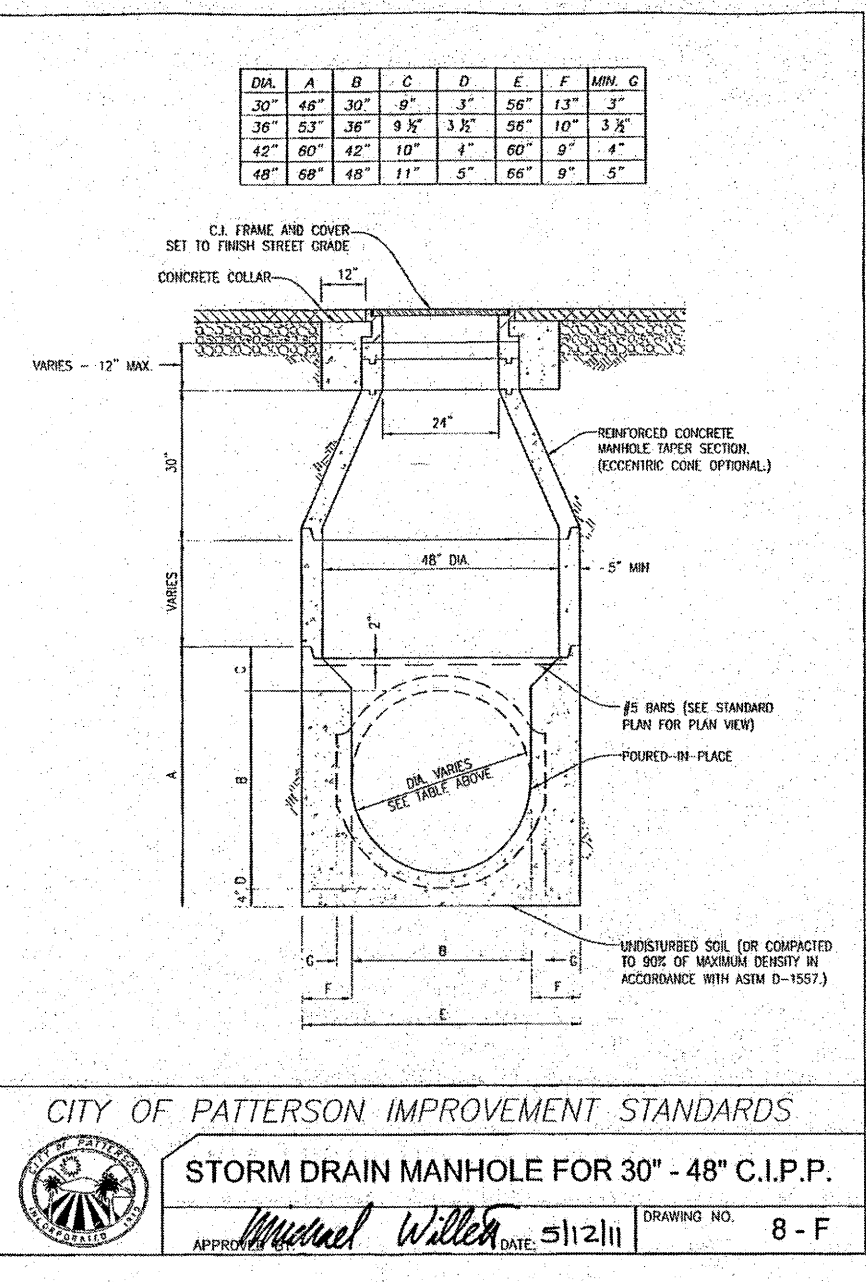 DIA. A B C D E F MIN. G
30" 46" 30" 9" 3" 56" 13" 3"
36" 53" 36" 9 ½" 3 ½" 56" 10" 3 ½"
42" 60" 42" 10" 4" 60" 9" 4"
48" 68" 48" 11" 5" 66" 9" 5"
C.I. FRAME AND COVER
SET TO FINISH STREET GRADE
CONCRETE COLLAR
12"
VARIES - 12" MAX.
24"
REINFORCED CONCRETE
MANHOLE TAPER SECTION.
(ECCENTRIC CONE OPTIONAL.)
30"
48" DIA.
5" MIN
VARIES
2"
C
#5 BARS (SEE STANDARD
PLAN FOR PLAN VIEW)
POURED-IN-PLACE
DIA. VARIES
SEE TABLE ABOVE
A
B
4" D
UNDISTURBED SOIL (OR COMPACTED
TO 90% OF MAXIMUM DENSITY IN
ACCORDANCE WITH ASTM D-1557.)
G
B
G
F
F
E
CITY OF PATTERSON IMPROVEMENT STANDARDS
CITY OF PATTERSON
INCORPORATED
STORM DRAIN MANHOLE FOR 30" - 48" C.I.P.P.
APPROVED BY: Michael Willett DATE: 5/12/11
DRAWING NO. 8 - F